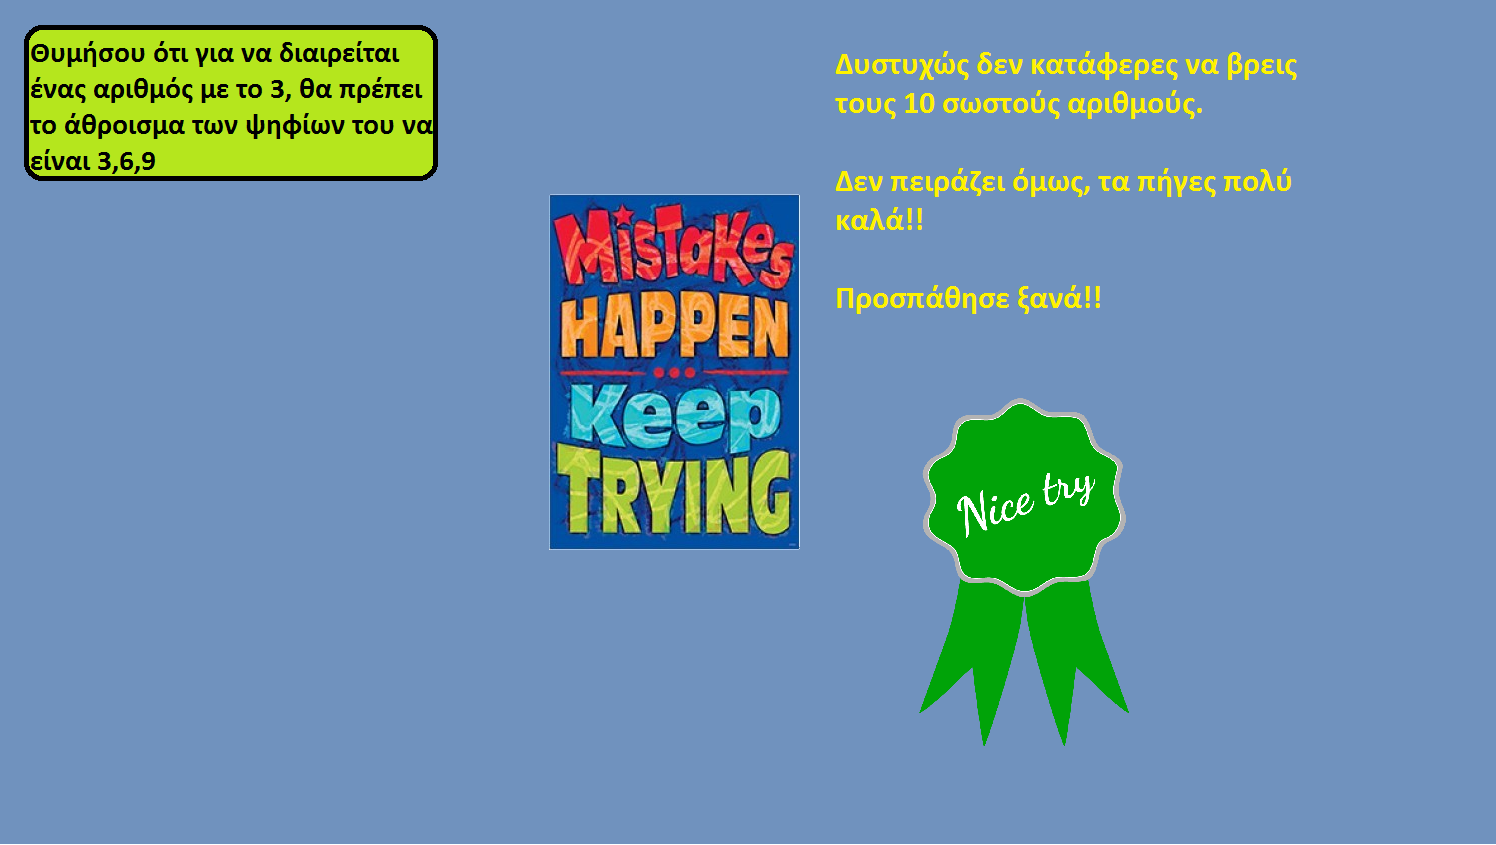 Θυμήσου ότι για να διαιρείται
ένας αριθμός με το 3, θα πρέπει
το άθροισμα των ψηφίων του να
είναι 3,6,9
Δυστυχώς δεν κατάφερες να βρεις
τους 10 σωστούς αριθμούς.
Δεν πειράζει όμως, τα πήγες πολύ
καλά!!
Προσπάθησε ξανά!!
MiSTaKes
HAPPEN
Keep
TRYING
Nice try